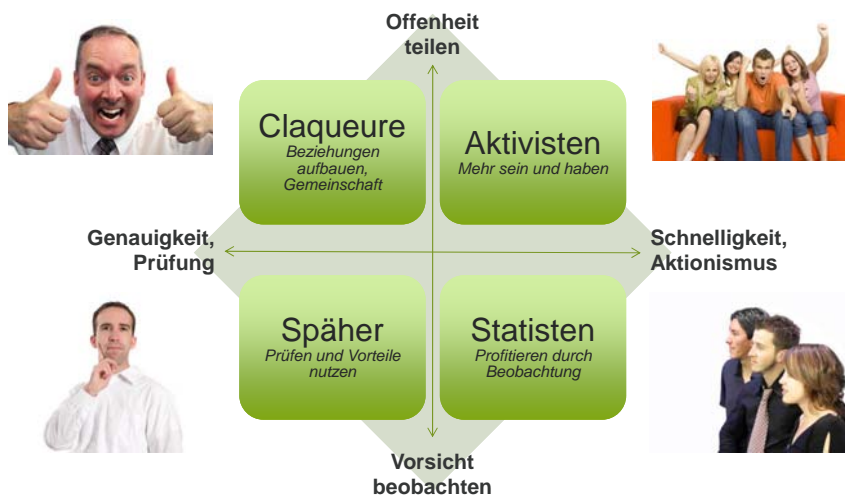 Offenheit
teilen
Claqueure
Beziehungen
aufbauen,
Gemeinschaft
Aktivisten
Mehr sein und haben
Genauigkeit,
Prüfung
Schnelligkeit,
Aktionismus
Späher
Prüfen und Vorteile
nutzen
Statisten
Profitieren durch
Beobachtung
Vorsicht
beobachten